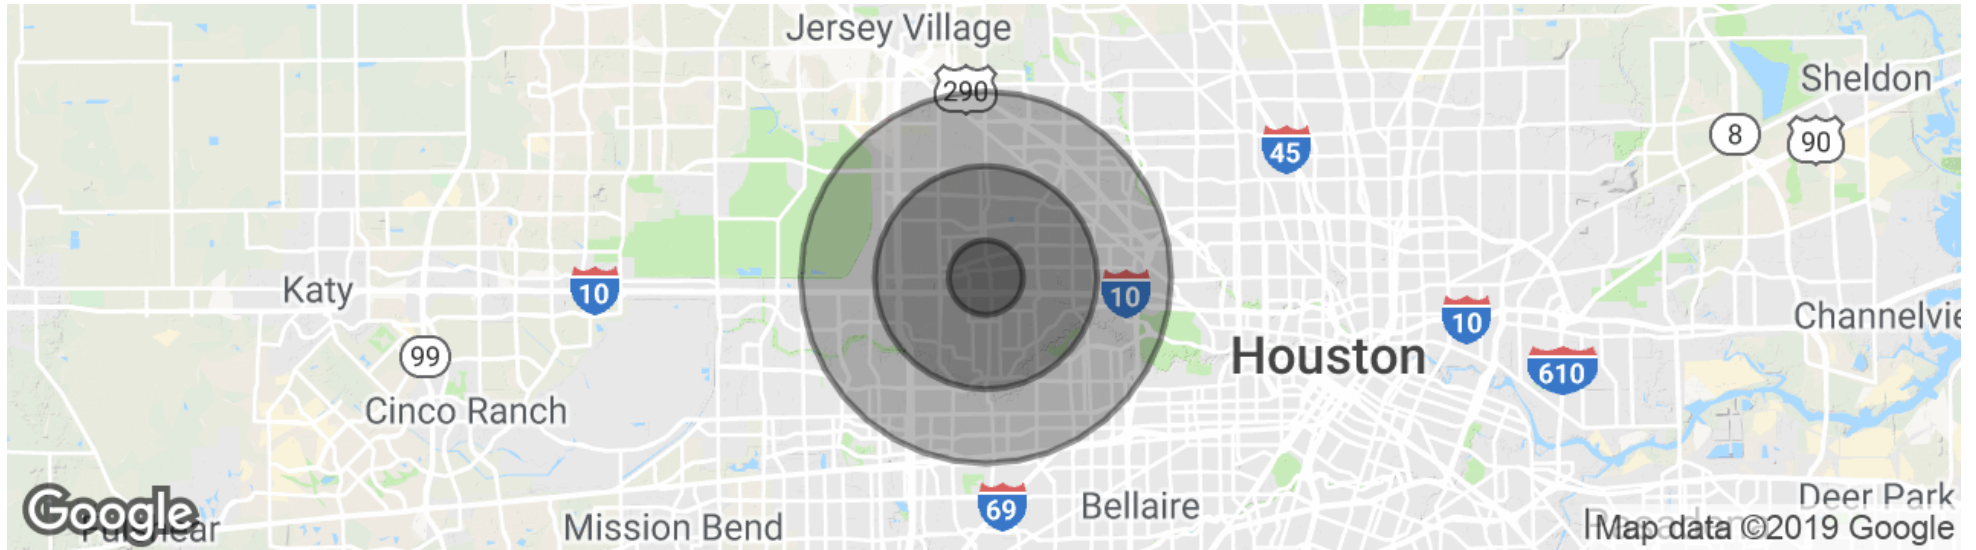 Jersey Village
290
Sheldon
8
90
45
Katy
10
10
10
Channelvie
99
Houston
610
Cinco Ranch
69
Bellaire
Deer Park
Mission Bend
Google
Map data ©2019 Google